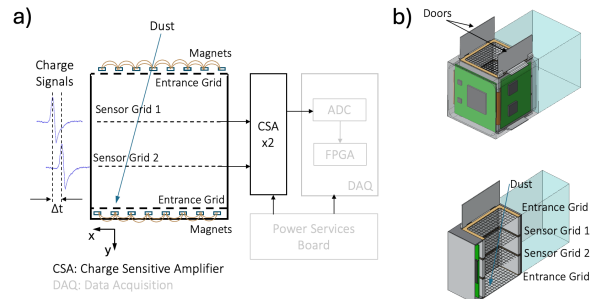 a)
Dust
Magnets
Charge
Signals
Entrance Grid
Sensor Grid 1
Sensor Grid 2
Δt
Entrance Grid
Magnets
x
y
CSA
x2
ADC
FPGA
DAQ
Power Services
Board
CSA: Charge Sensitive Amplifier
DAQ: Data Acquisition
b)
Doors
Dust
Entrance Grid
Sensor Grid 1
Sensor Grid 2
Entrance Grid